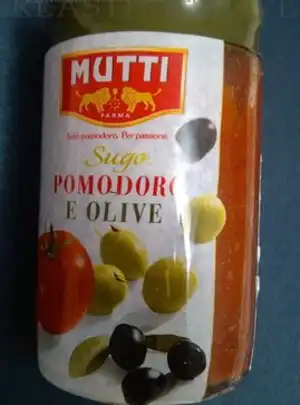 MUTTI
PARMA
Solo pomodoro. Per passione.
Sugo
POMODORO
E OLIVE